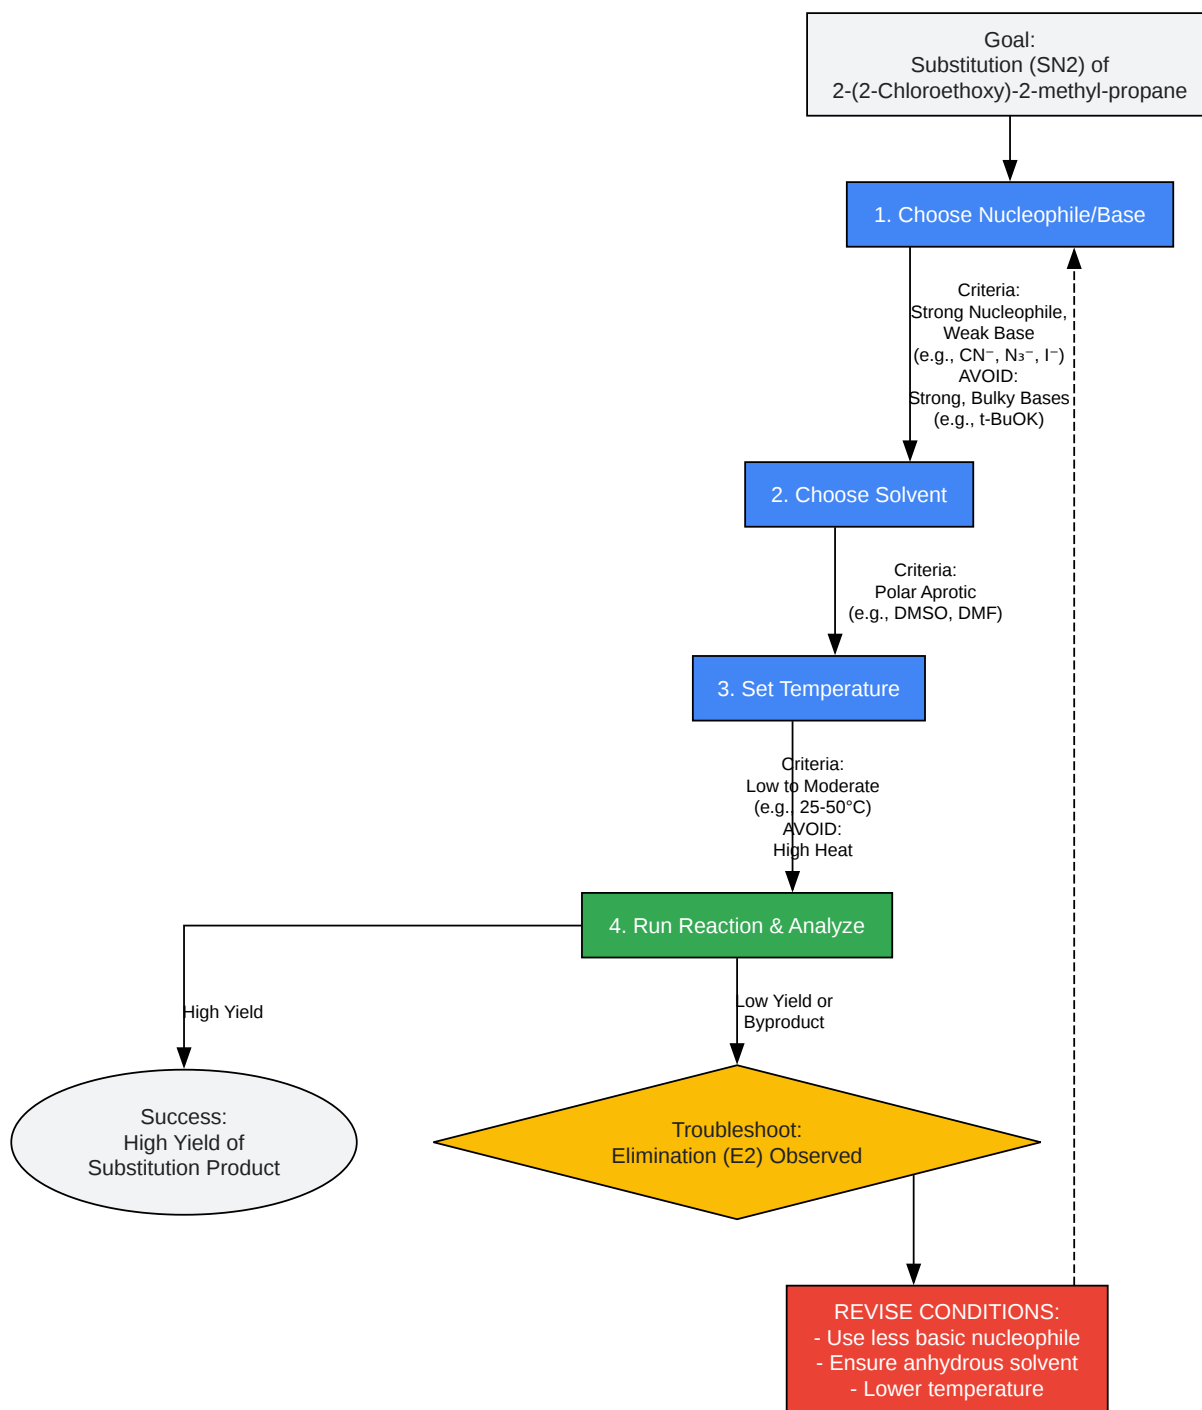 Goal:
Substitution (SN2) of
2-(2-Chloroethoxy)-2-methyl-propane
1. Choose Nucleophile/Base
Criteria:
Strong Nucleophile,
Weak Base
(e.g., CN⁻, N₃⁻, I⁻)
AVOID:
Strong, Bulky Bases
(e.g., t-BuOK)
2. Choose Solvent
Criteria:
Polar Aprotic
(e.g., DMSO, DMF)
3. Set Temperature
Criteria:
Low to Moderate
(e.g., 25-50°C)
AVOID:
High Heat
4. Run Reaction & Analyze
High Yield
Low Yield or
Byproduct
Success:
High Yield of
Substitution Product
Troubleshoot:
Elimination (E2) Observed
REVISE CONDITIONS:
- Use less basic nucleophile
- Ensure anhydrous solvent
- Lower temperature